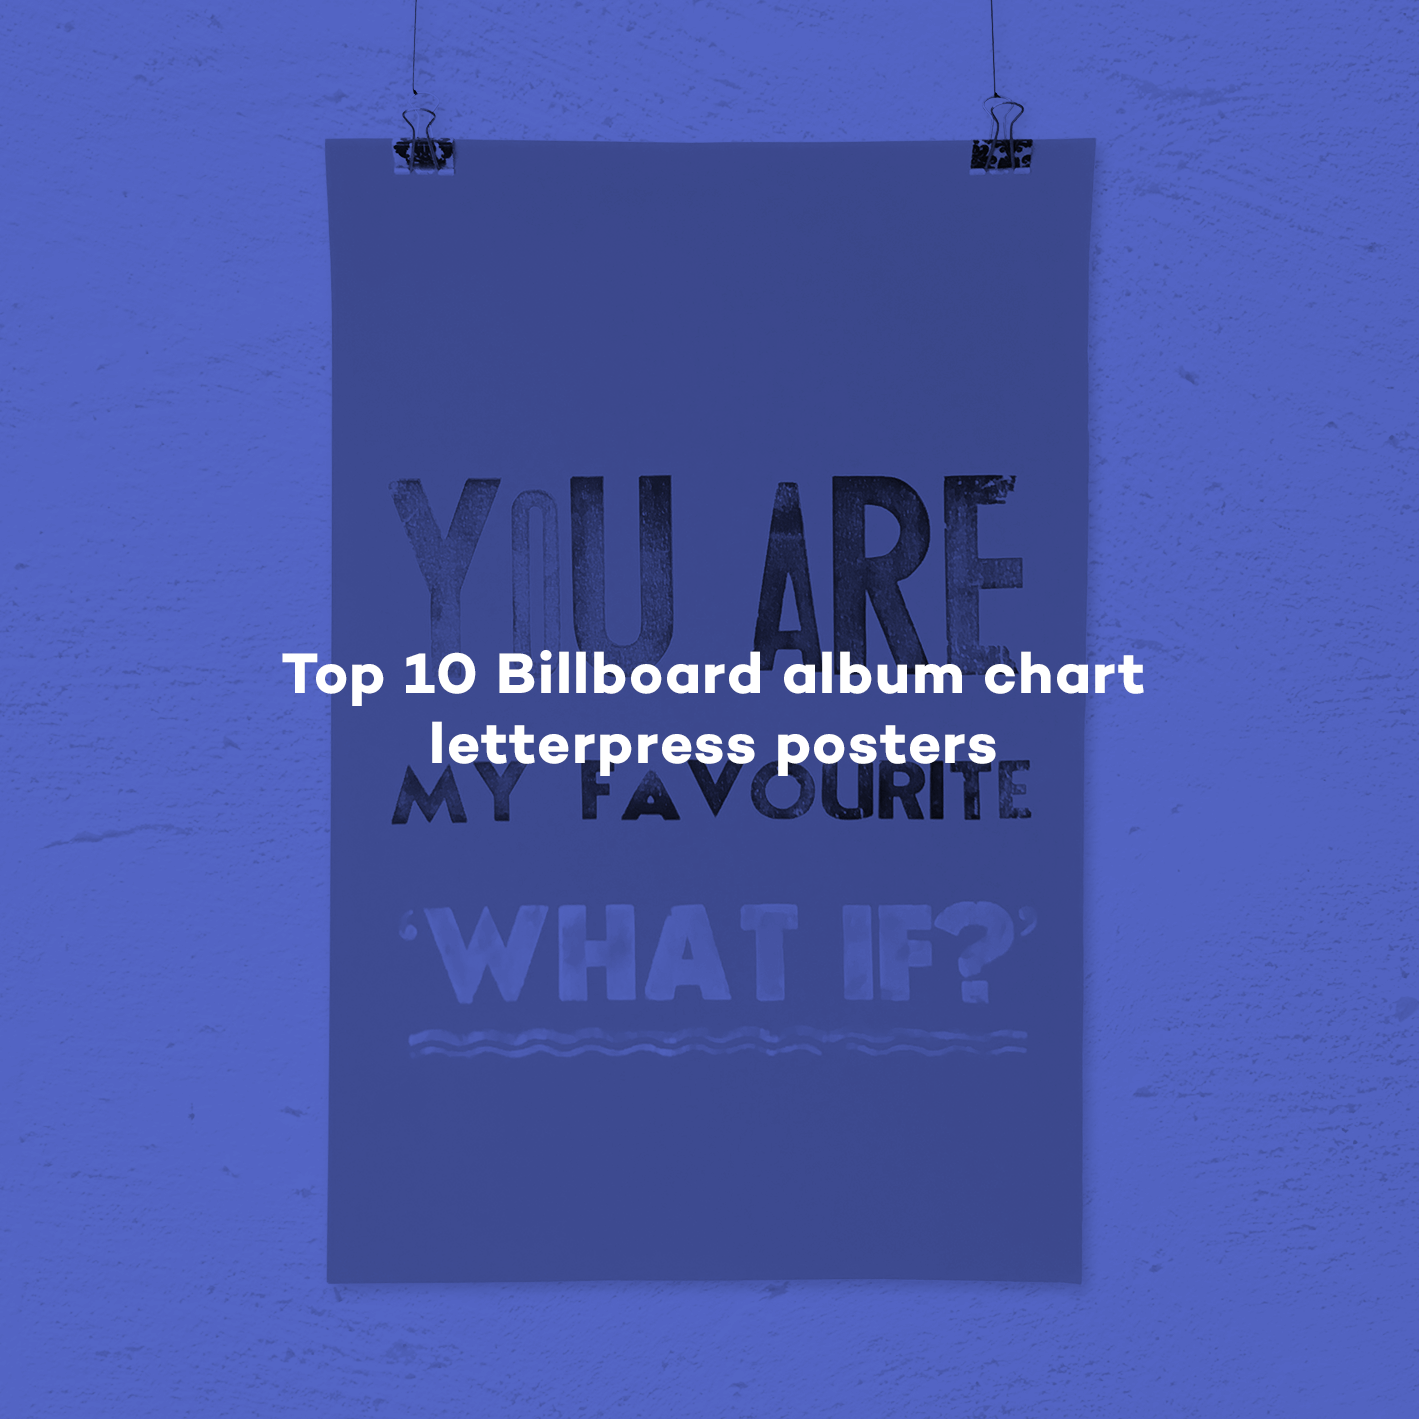 YOU ARE
Top 10 Billboard album chart
letterpress posters
MY FAVOURITE
‘WHAT IF?’